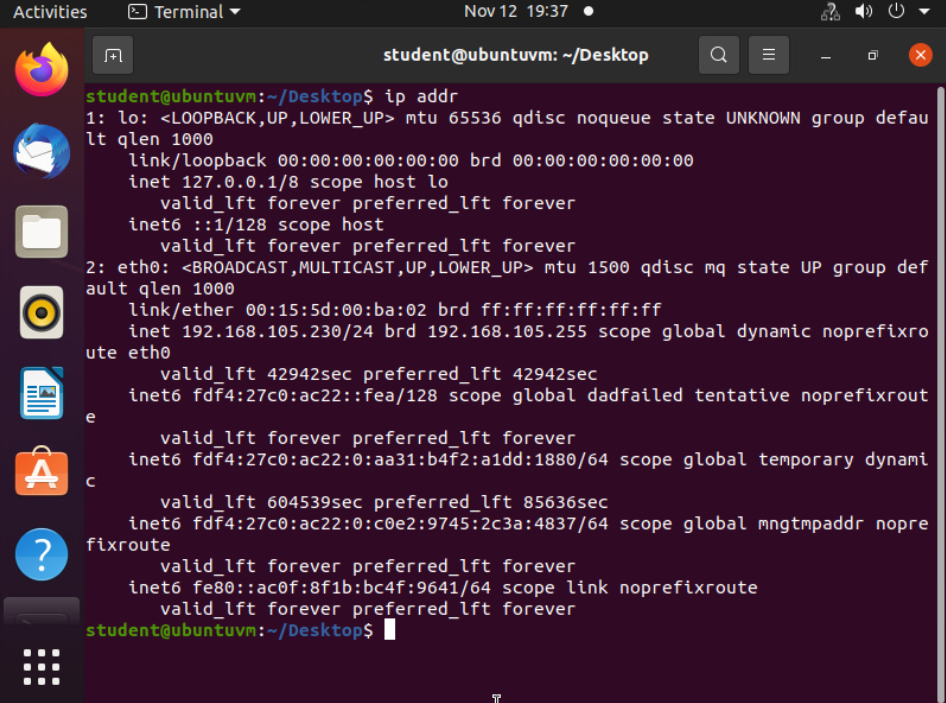 Activities Terminal Nov 12 19:37
student@ubuntuvm: ~/Desktop
student@ubuntuvm:~/Desktop$ ip addr
1: lo: <LOOPBACK,UP,LOWER_UP> mtu 65536 qdisc noqueue state UNKNOWN group defau
lt qlen 1000
    link/loopback 00:00:00:00:00:00 brd 00:00:00:00:00:00
    inet 127.0.0.1/8 scope host lo
       valid_lft forever preferred_lft forever
    inet6 ::1/128 scope host
       valid_lft forever preferred_lft forever
2: eth0: <BROADCAST,MULTICAST,UP,LOWER_UP> mtu 1500 qdisc mq state UP group def
ault qlen 1000
    link/ether 00:15:5d:00:ba:02 brd ff:ff:ff:ff:ff:ff
    inet 192.168.105.230/24 brd 192.168.105.255 scope global dynamic noprefixro
ute eth0
       valid_lft 42942sec preferred_lft 42942sec
    inet6 fdf4:27c0:ac22::fea/128 scope global dadfailed tentative noprefixrout
e
       valid_lft forever preferred_lft forever
    inet6 fdf4:27c0:ac22:0:aa31:b4f2:a1dd:1880/64 scope global temporary dynami
c
       valid_lft 604539sec preferred_lft 85636sec
    inet6 fdf4:27c0:ac22:0:c0e2:9745:2c3a:4837/64 scope global mngtmpaddr nopre
fixroute
       valid_lft forever preferred_lft forever
    inet6 fe80::ac0f:8f1b:bc4f:9641/64 scope link noprefixroute
       valid_lft forever preferred_lft forever
student@ubuntuvm:~/Desktop$